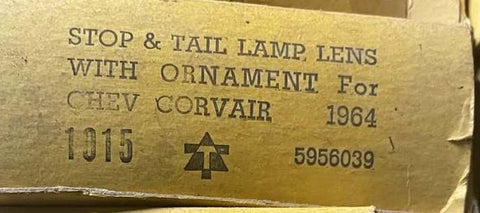 STOP & TAIL LAMP LENS
WITH ORNAMENT For
CHEV CORVAIR 1964
1015 5956039